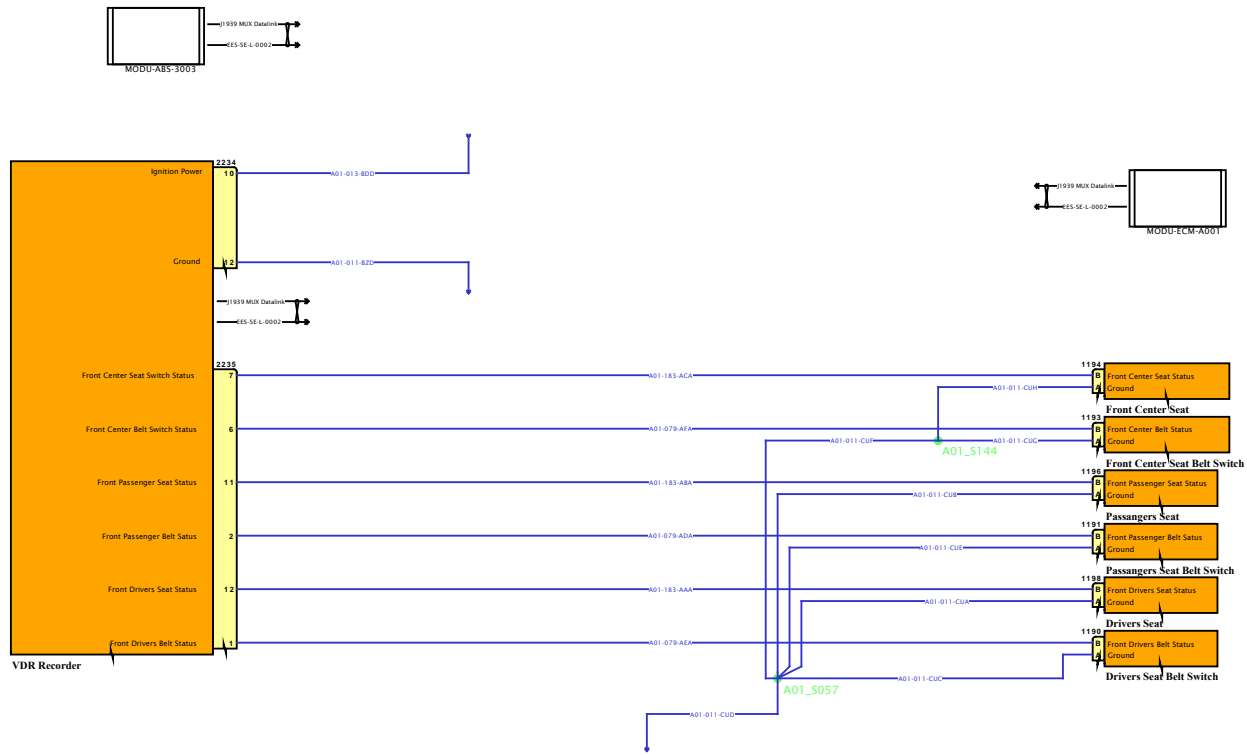 J1939 MUX Datalink
EES-SE-L-0002
MODU-ABS-3003
2234
Ignition Power
10
A01-013-BDD
J1939 MUX Datalink
EES-SE-L-0002
MODU-ECM-A001
Ground
12
A01-011-BZD
J1939 MUX Datalink
EES-SE-L-0002
2235
Front Center Seat Switch Status
7
A01-183-ACA
1194
B
Front Center Seat Status
A01-011-CUH
A
Ground
Front Center Seat
1193
Front Center Belt Switch Status
6
A01-079-AFA
B
Front Center Belt Status
A01-011-CUF
A01-011-CUG
A
Ground
A01_S144
Front Center Seat Belt Switch
1196
Front Passenger Seat Status
11
A01-183-ABA
B
Front Passenger Seat Status
A01-011-CUB
A
Ground
Passangers Seat
1191
Front Passenger Belt Satus
2
A01-079-ADA
B
Front Passenger Belt Satus
A01-011-CUE
A
Ground
Passangers Seat Belt Switch
1198
Front Drivers Seat Status
12
A01-183-AAA
B
Front Drivers Seat Status
A01-011-CUA
A
Ground
Drivers Seat
1190
Front Drivers Belt Status
1
A01-079-AEA
B
Front Drivers Belt Status
A
Ground
VDR Recorder
A01-011-CUC
Drivers Seat Belt Switch
A01_S057
A01-011-CUD